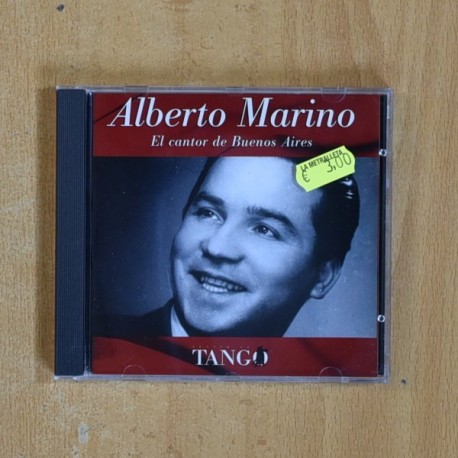 Alberto Marino
El cantor de Buenos Aires
LA METRALLETA
€ 3,00
TANGO